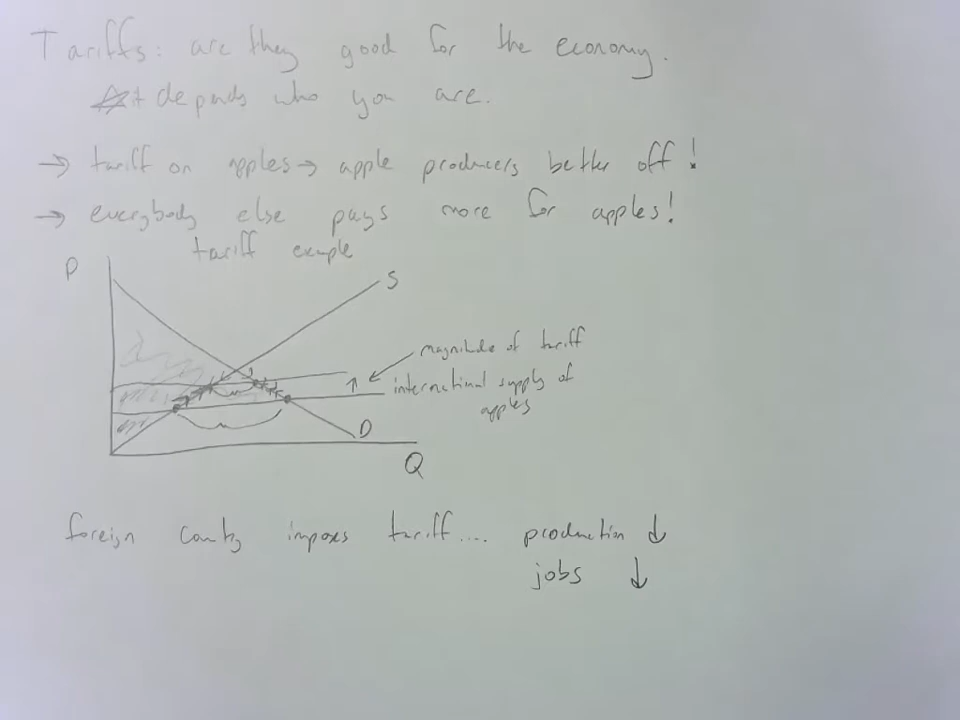 Tariffs: are they good for the economy.
it depends who you are.
→ tariff on apples → apple producers better off!
→ everybody else pays more for apples!
tariff example
P
S
magnitude of tariff
international supply of
apples
D
Q
foreign county imposes tariff.... production ↓
jobs ↓